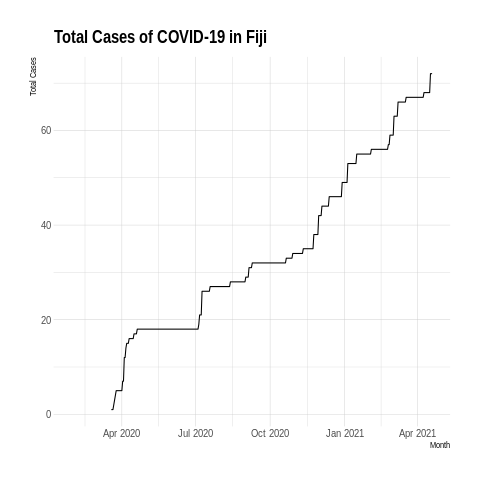 Total Cases of COVID-19 in Fiji
Total Cases
60
40
20
0
Apr 2020 Jul 2020 Oct 2020 Jan 2021 Apr 2021
Month